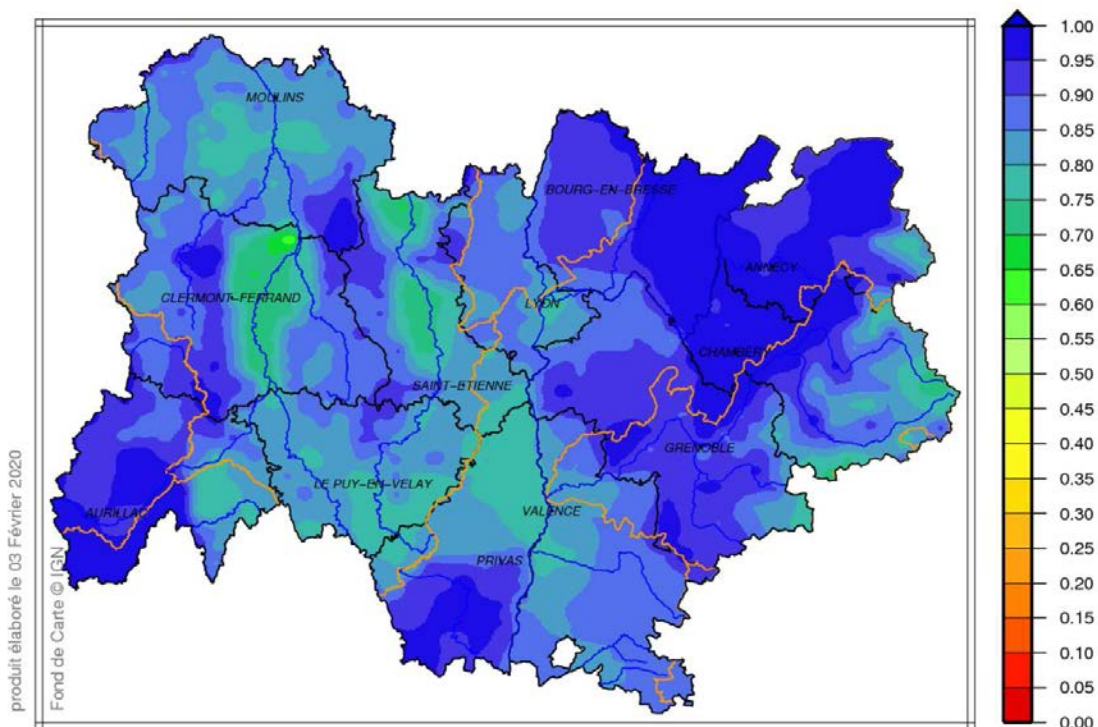 MOULINS
BOURG-EN-BRESSE
ANNECY
CLERMONT-FERRAND
LYON
CHAMBERY
SAINT-ETIENNE
GRENOBLE
LE PUY-EN-VELAY
AURILLAC
VALENCE
PRIVAS
produit élaboré le 03 Février 2020
Fond de Carte © IGN
1.00
0.95
0.90
0.85
0.80
0.75
0.70
0.65
0.60
0.55
0.50
0.45
0.40
0.35
0.30
0.25
0.20
0.15
0.10
0.05
0.00